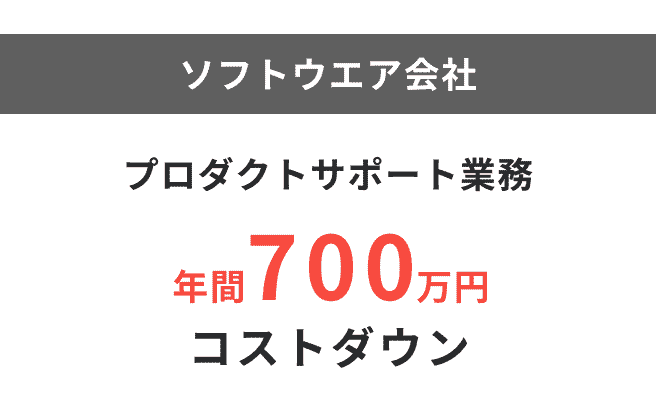 ソフトウエア会社
プロダクトサポート業務
年間700万円
コストダウン